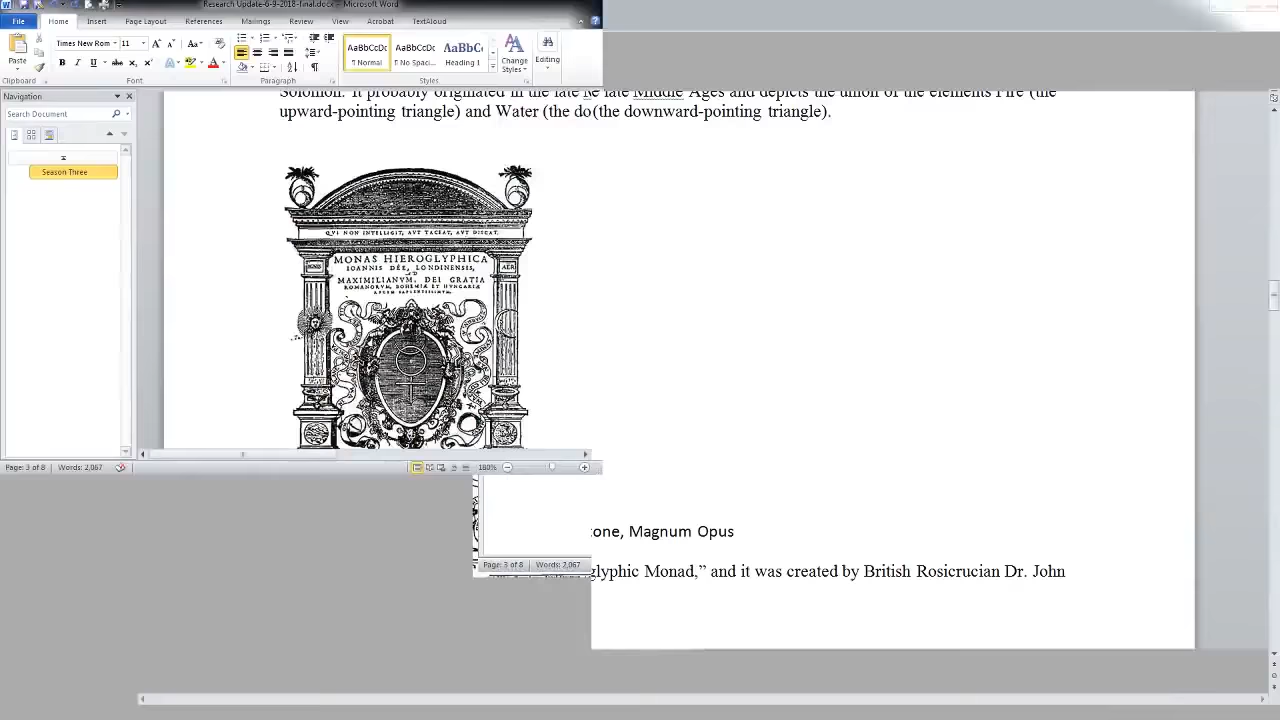 Research Update-6-9-2018-final.docx - Microsoft Word
File Home Insert Page Layout References Mailings Review View Acrobat TextAloud
Paste
Times New Rom 11
AaBbCcDc AaBbCcDc AaBbC
¶ Normal ¶ No Spaci... Heading 1
Change Styles
Editing
Clipboard Font Paragraph Styles
Navigation
Search Document
Season Three
Solomon. It probably originated in the late late Middle Ages and depicts the union of the elements Fire (the
upward-pointing triangle) and Water (the do(the downward-pointing triangle).
QVI NON INTELLIGIT, AVT TACEAT, AVT DISCAT.
MONAS HIEROGLYPHICA
IOANNIS DEE, LONDINENSIS,
AD
MAXIMILIANVM, DEI GRATIA
ROMANORVM, BOHEMIÆ ET HVNGARIÆ
REGEM SAPIENTISSIMVM.
IGNIS
AER
Page: 3 of 8 Words: 2,067
180%
tone, Magnum Opus
Page: 3 of 8 Words: 2,067
glyphic Monad,” and it was created by British Rosicrucian Dr. John